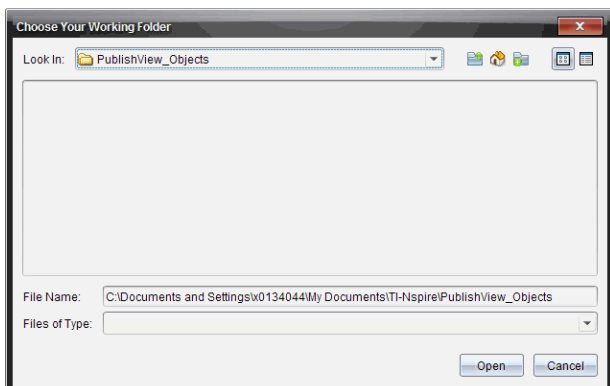 Choose Your Working Folder
Look In: PublishView_Objects
File Name: C:\Documents and Settings\x0134044\My Documents\TI-Nspire\PublishView_Objects
Files of Type:
Open Cancel